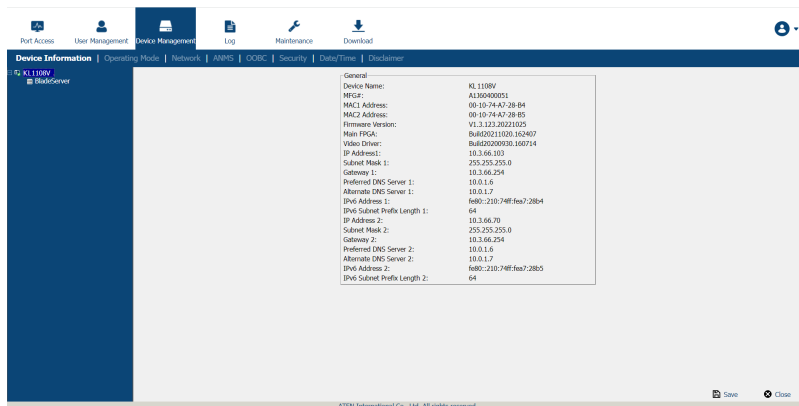 Port Access User Management Device Management Log Maintenance Download
Device Information | Operating Mode | Network | ANMS | OOBC | Security | Date/Time | Disclaimer
KL1108V
BladeServer
General
Device Name: KL1108V
MFG#: A1J60400051
MAC1 Address: 00-10-74-A7-28-B4
MAC2 Address: 00-10-74-A7-28-B5
Firmware Version: V1.3.123.20221025
Main FPGA: Build20211020.162407
Video Driver: Build20200930.160714
IP Address1: 10.3.66.103
Subnet Mask 1: 255.255.255.0
Gateway 1: 10.3.66.254
Preferred DNS Server 1: 10.0.1.6
Alternate DNS Server 1: 10.0.1.7
IPv6 Address 1: fe80::210:74ff:fea7:28b4
IPv6 Subnet Prefix Length 1: 64
IP Address 2: 10.3.66.70
Subnet Mask 2: 255.255.255.0
Gateway 2: 10.3.66.254
Preferred DNS Server 2: 10.0.1.6
Alternate DNS Server 2: 10.0.1.7
IPv6 Address 2: fe80::210:74ff:fea7:28b5
IPv6 Subnet Prefix Length 2: 64
Save Close
ATEN International Co., Ltd. All rights reserved.